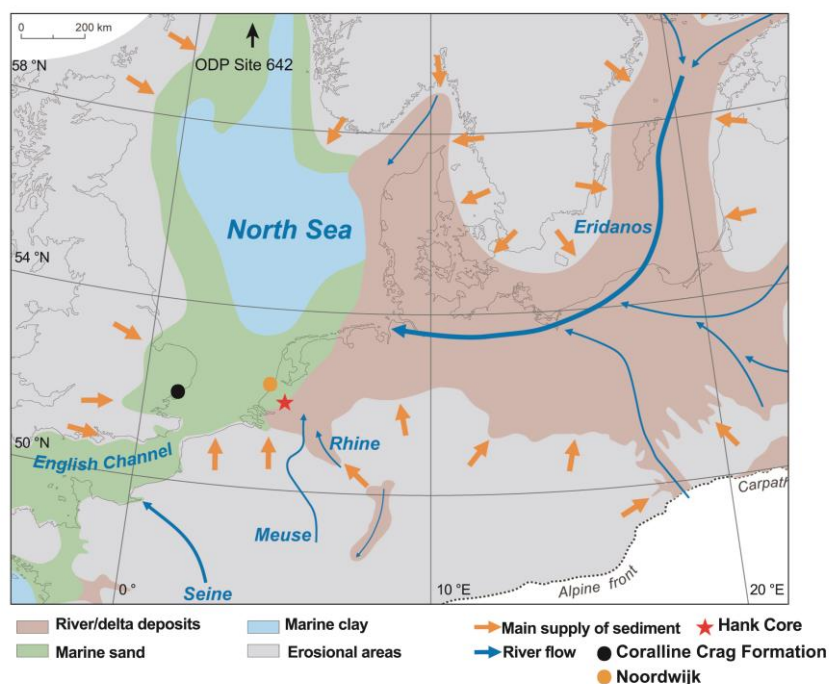 0 200 km
58 °N
ODP Site 642
North Sea
Eridanos
54 °N
50 °N
English Channel
Rhine
Meuse
Seine
Carpath
Alpine front
0° 10 °E 20 °E
River/delta deposits Marine clay Main supply of sediment Hank Core
Marine sand Erosional areas River flow Coralline Crag Formation
Noordwijk